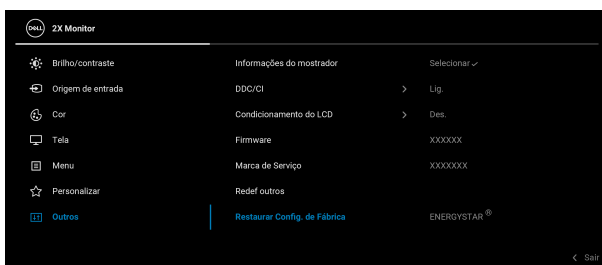 DELL 2X Monitor
Brilho/contraste Informações do mostrador Selecionar
Origem de entrada DDC/CI > Lig.
Cor Condicionamento do LCD > Des.
Tela Firmware XXXXXX
Menu Marca de Serviço XXXXXXX
Personalizar Redef outros
Outros Restaurar Config. de Fábrica ENERGYSTAR ®
< Sair